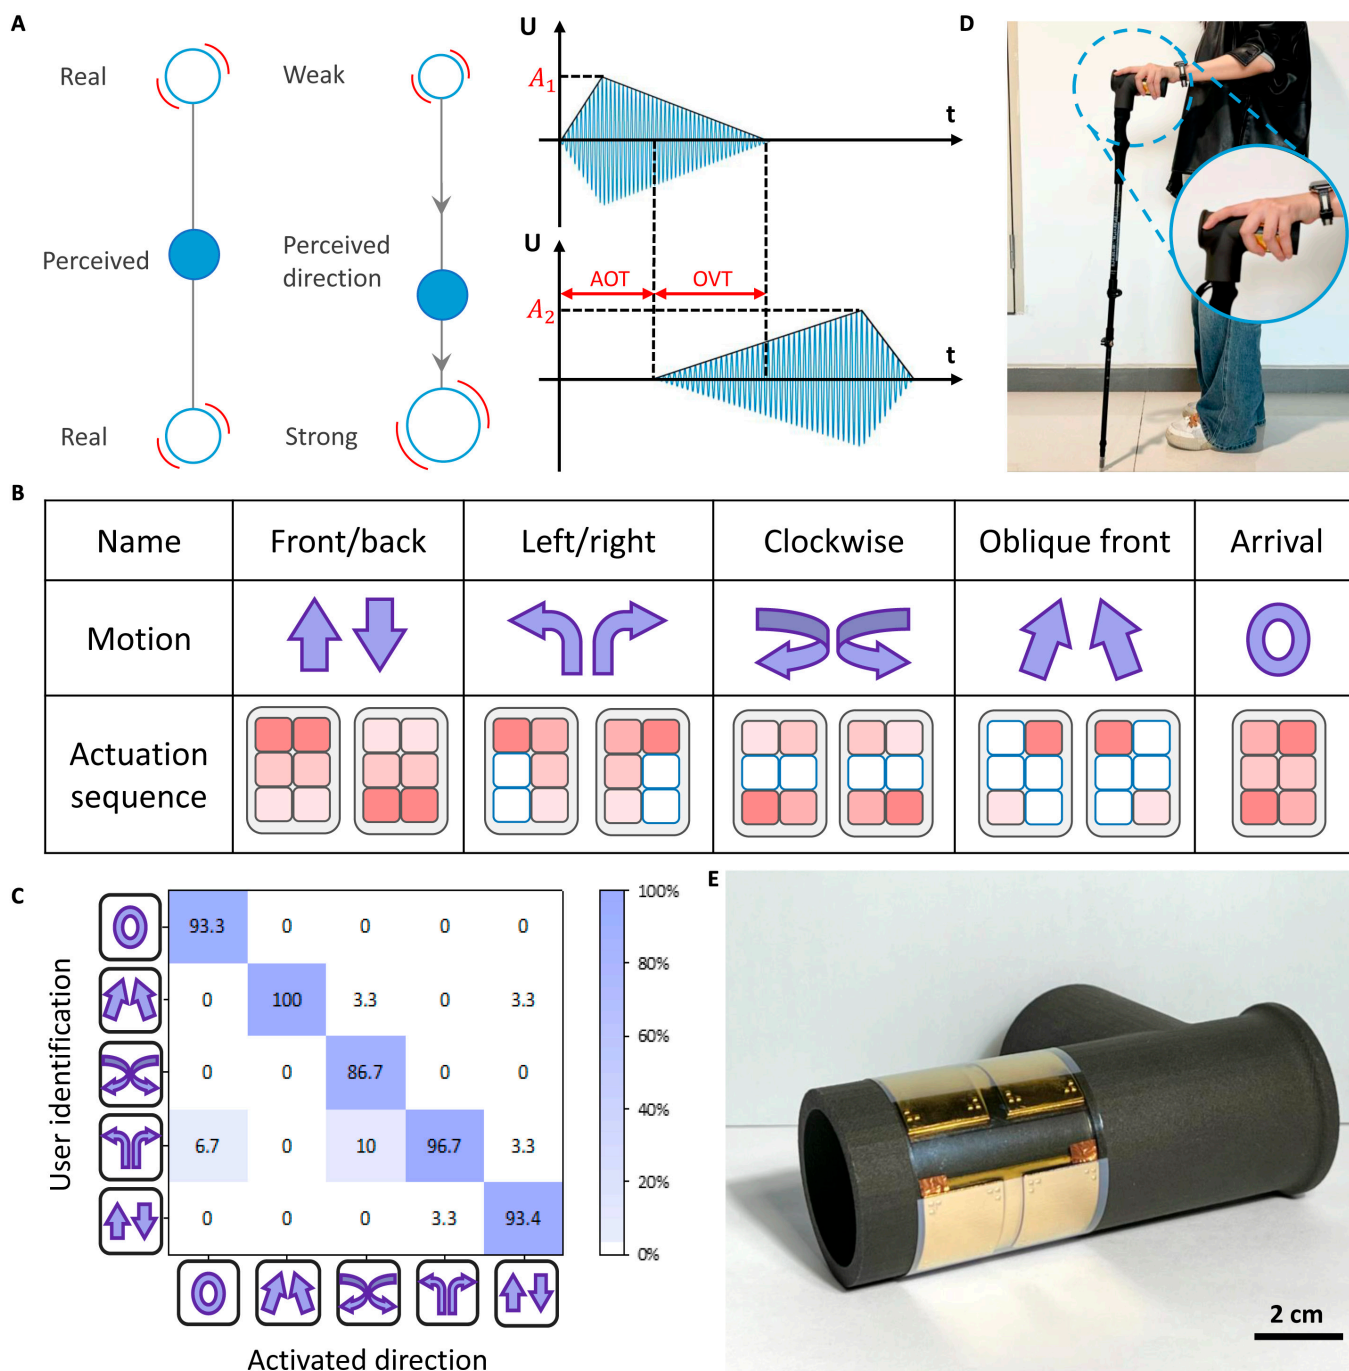 A
Real
Perceived
Real
Weak
Perceived
direction
Strong
U
A1
t
U
AOT
OVT
A2
t
D
B
Name
Front/back
Left/right
Clockwise
Oblique front
Arrival
Motion
Actuation
sequence
C
User identification
93.3 0 0 0 0
0 100 3.3 0 3.3
0 0 86.7 0 0
6.7 0 10 96.7 3.3
0 0 0 3.3 93.4
100%
80%
60%
40%
20%
0%
Activated direction
E
2 cm